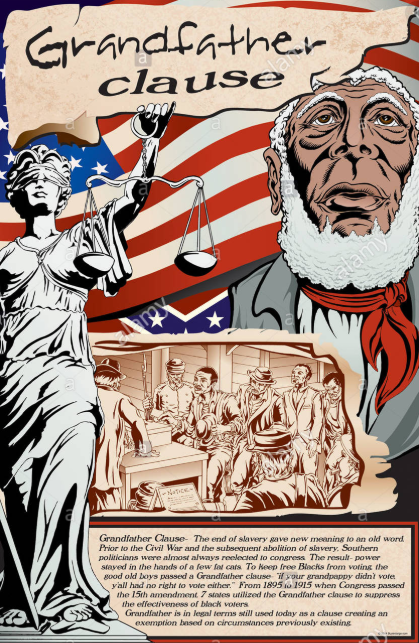 Grandfather
clause
NOTICE
Grandfather Clause- The end of slavery gave new meaning to an old word.
Prior to the Civil War and the subsequent abolition of slavery, Southern
politicians were almost always reelected to congress. The result- power
stayed in the hands of a few fat cats. To keep free Blacks from voting, the
good old boys passed a Grandfather clause- "if your grandpappy didn't vote,
y'all had no right to vote either." From 1895 to 1915 when Congress passed
the 15th amendment, 7 states utilized the Grandfather clause to suppress
the effectiveness of black voters.
Grandfather is in legal terms still used today as a clause creating an
exemption based on circumstances previously existing.
alamy
alamy
alamy